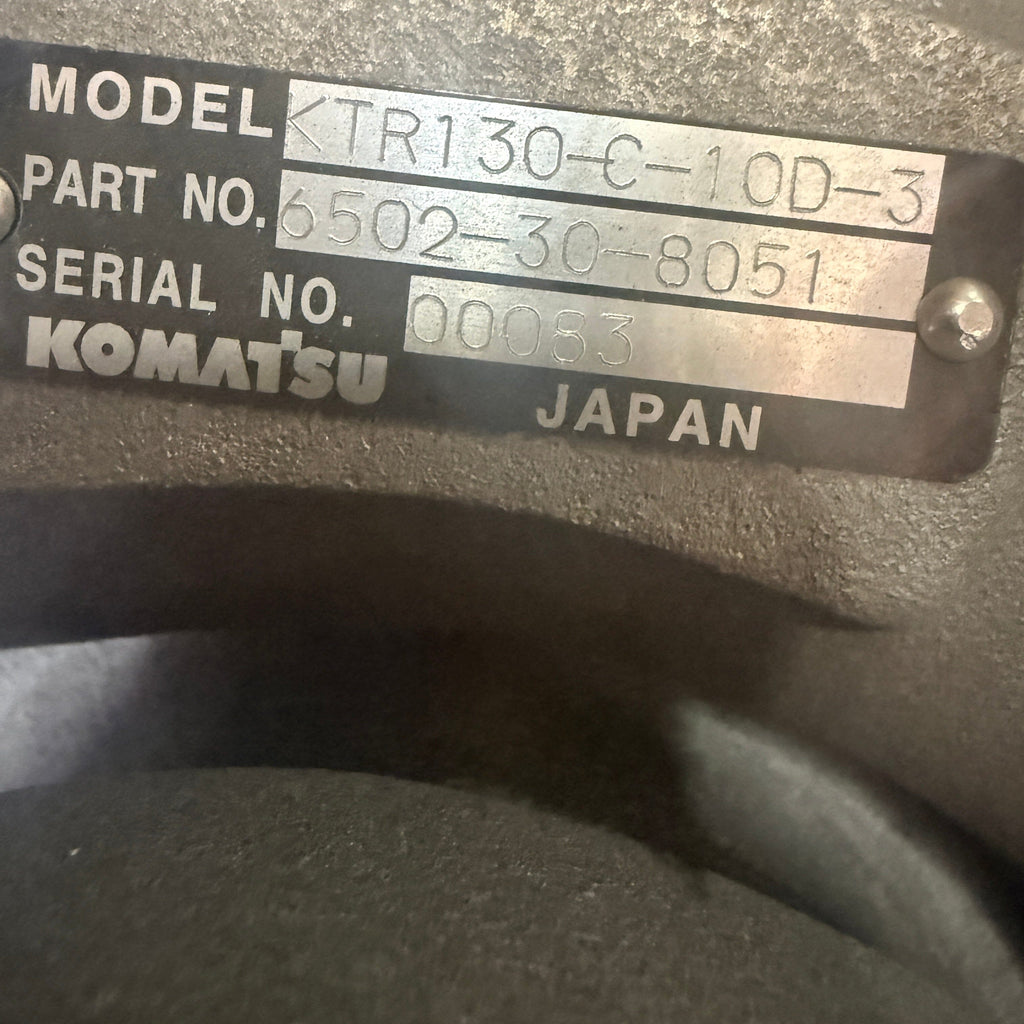 MODEL KTR130-C-10D-3
PART NO. 6502-30-8051
SERIAL NO. 00083
KOMATSU
JAPAN